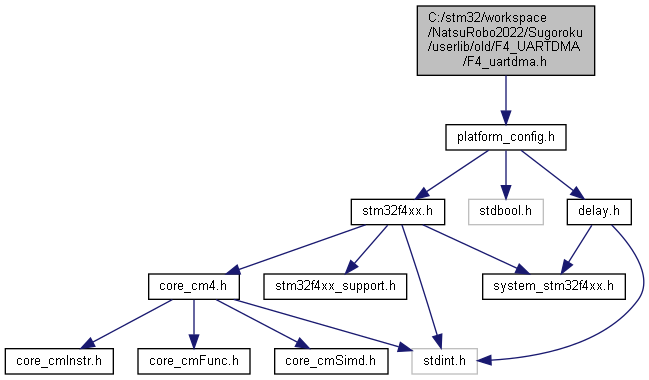 C:/stm32/workspace
/NatsuRobo2022/Sugoroku
/userlib/old/F4_UARTDMA
/F4_uartdma.h
platform_config.h
stm32f4xx.h
stdbool.h
delay.h
core_cm4.h
stm32f4xx_support.h
system_stm32f4xx.h
core_cmInstr.h
core_cmFunc.h
core_cmSimd.h
stdint.h